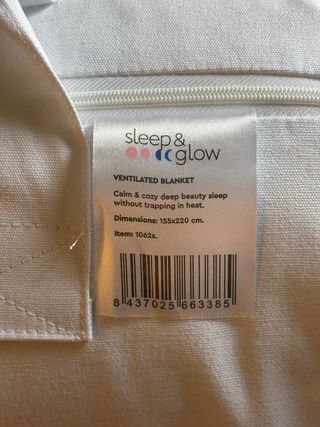 sleep &
glow
VENTILATED BLANKET
Calm & cozy deep beauty sleep
without trapping in heat.
Dimensions: 155x220 cm.
Item: 1062s.
8 437025 663385